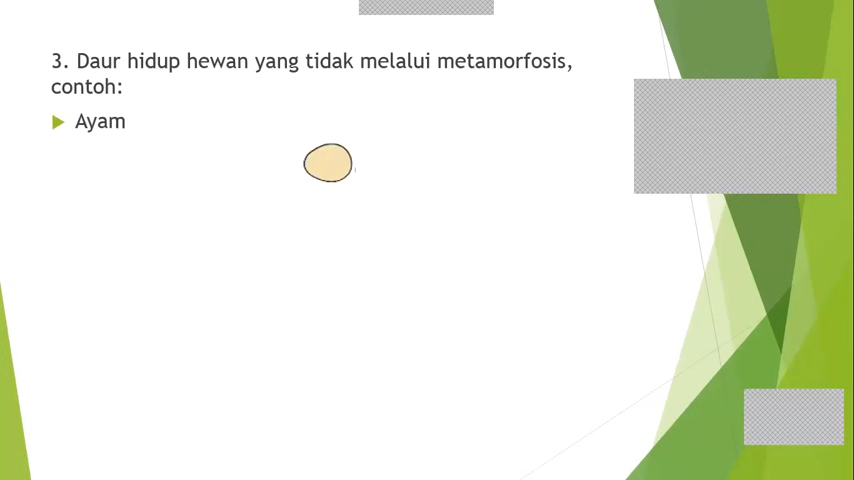 3. Daur hidup hewan yang tidak melalui metamorfosis,
contoh:
Ayam